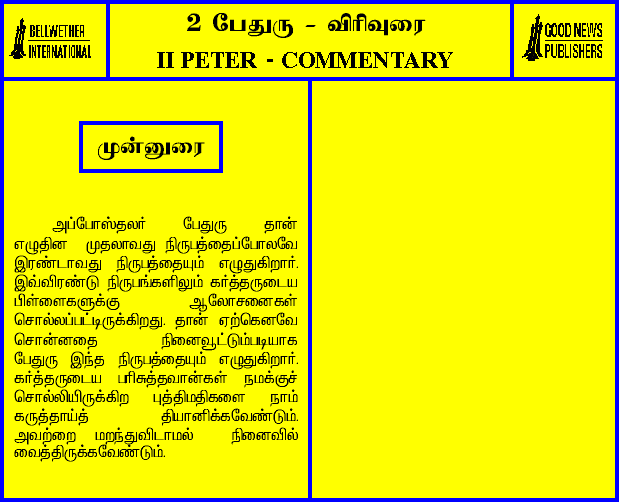 BELLWETHER
INTERNATIONAL
2 பேதுரு - விரிவுரை
II PETER - COMMENTARY
GOOD NEWS
PUBLISHERS
முன்னுரை
அப்போஸ்தலர் பேதுரு தான்
எழுதின முதலாவது நிருபத்தைப்போலவே
இரண்டாவது நிருபத்தையும் எழுதுகிறார்.
இவ்விரண்டு நிருபங்களிலும் கர்த்தருடைய
பிள்ளைகளுக்கு ஆலோசனைகள்
சொல்லப்பட்டிருக்கிறது. தான் ஏற்கெனவே
சொன்னதை நினைவூட்டும்படியாக
பேதுரு இந்த நிருபத்தையும் எழுதுகிறார்.
கர்த்தருடைய பரிசுத்தவான்கள் நமக்குச்
சொல்லியிருக்கிற புத்திமதிகளை நாம்
கருத்தாய்த் தியானிக்கவேண்டும்.
அவற்றை மறந்துவிடாமல் நினைவில்
வைத்திருக்கவேண்டும்.